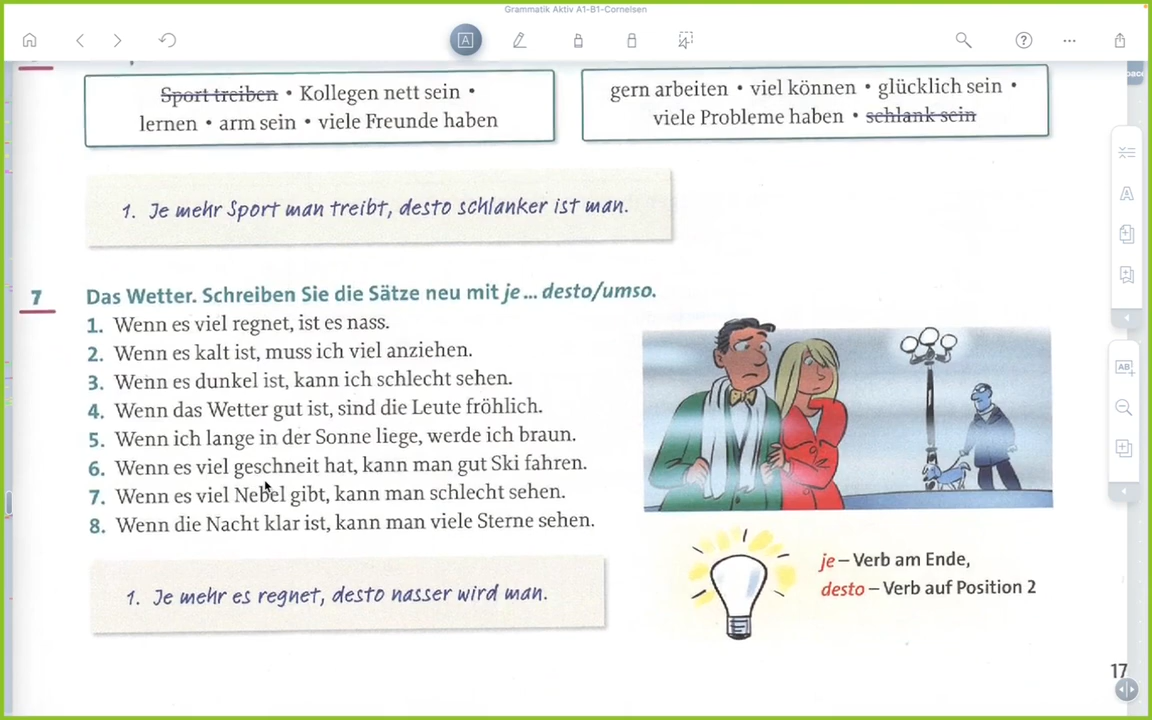 Grammatik Aktiv A1-B1-Cornelsen
Sport treiben • Kollegen nett sein •
lernen • arm sein • viele Freunde haben
gern arbeiten • viel können • glücklich sein •
viele Probleme haben • schlank sein
1. Je mehr Sport man treibt, desto schlanker ist man.
7 Das Wetter. Schreiben Sie die Sätze neu mit je ... desto/umso.
1. Wenn es viel regnet, ist es nass.
2. Wenn es kalt ist, muss ich viel anziehen.
3. Wenn es dunkel ist, kann ich schlecht sehen.
4. Wenn das Wetter gut ist, sind die Leute fröhlich.
5. Wenn ich lange in der Sonne liege, werde ich braun.
6. Wenn es viel geschneit hat, kann man gut Ski fahren.
7. Wenn es viel Nebel gibt, kann man schlecht sehen.
8. Wenn die Nacht klar ist, kann man viele Sterne sehen.
1. Je mehr es regnet, desto nasser wird man.
je – Verb am Ende,
desto – Verb auf Position 2
17